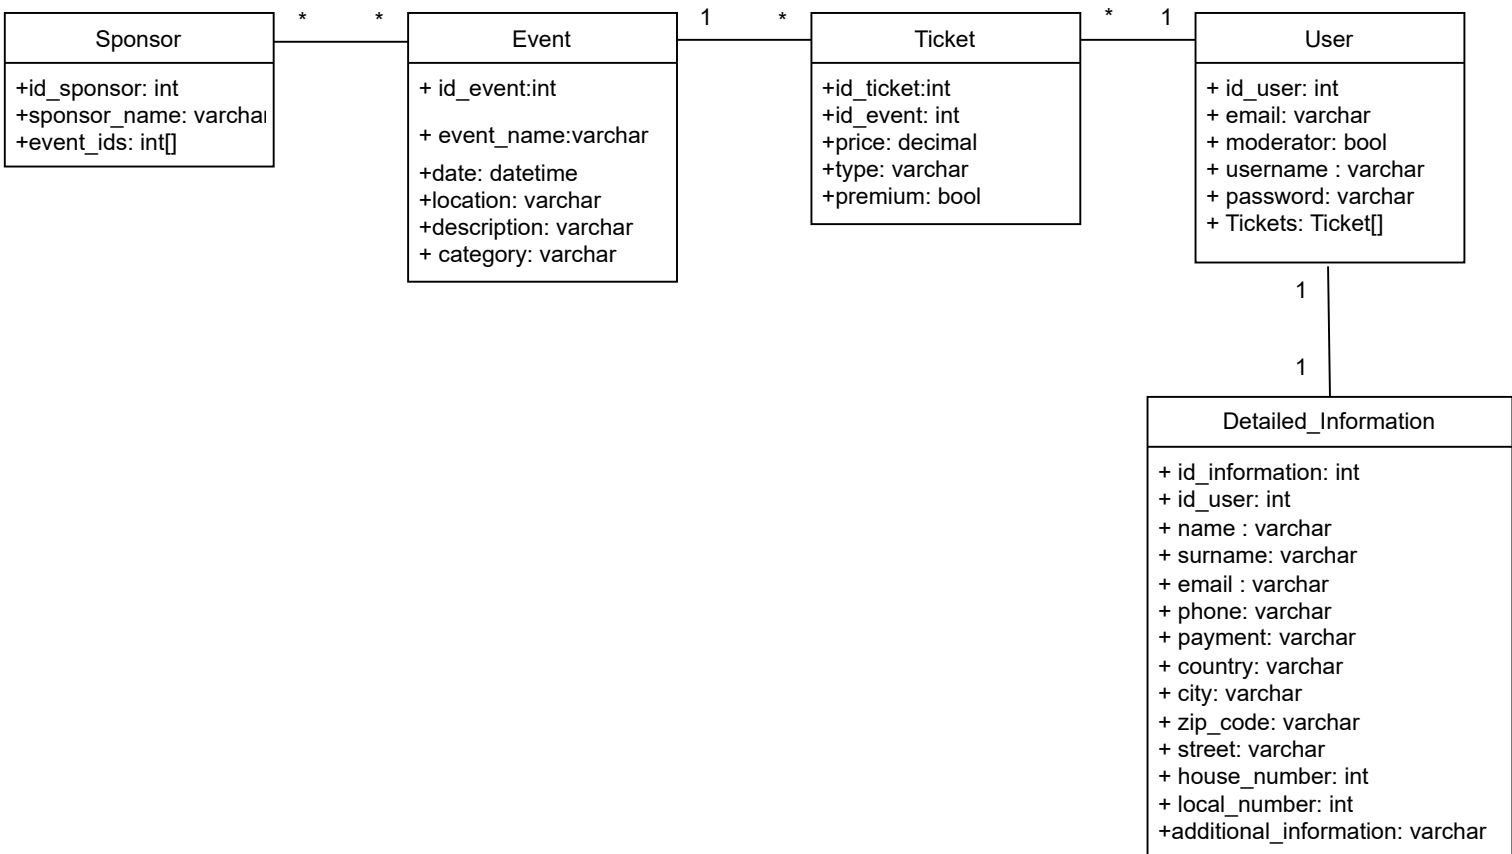 Sponsor
+id_sponsor: int
+sponsor_name: varchar
+event_ids: int[]
* *
Event
+ id_event:int
+ event_name:varchar
+date: datetime
+location: varchar
+description: varchar
+ category: varchar
1 *
Ticket
+id_ticket:int
+id_event: int
+price: decimal
+type: varchar
+premium: bool
* 1
User
+ id_user: int
+ email: varchar
+ moderator: bool
+ username : varchar
+ password: varchar
+ Tickets: Ticket[]
1
1
Detailed_Information
+ id_information: int
+ id_user: int
+ name : varchar
+ surname: varchar
+ email : varchar
+ phone: varchar
+ payment: varchar
+ country: varchar
+ city: varchar
+ zip_code: varchar
+ street: varchar
+ house_number: int
+ local_number: int
+additional_information: varchar